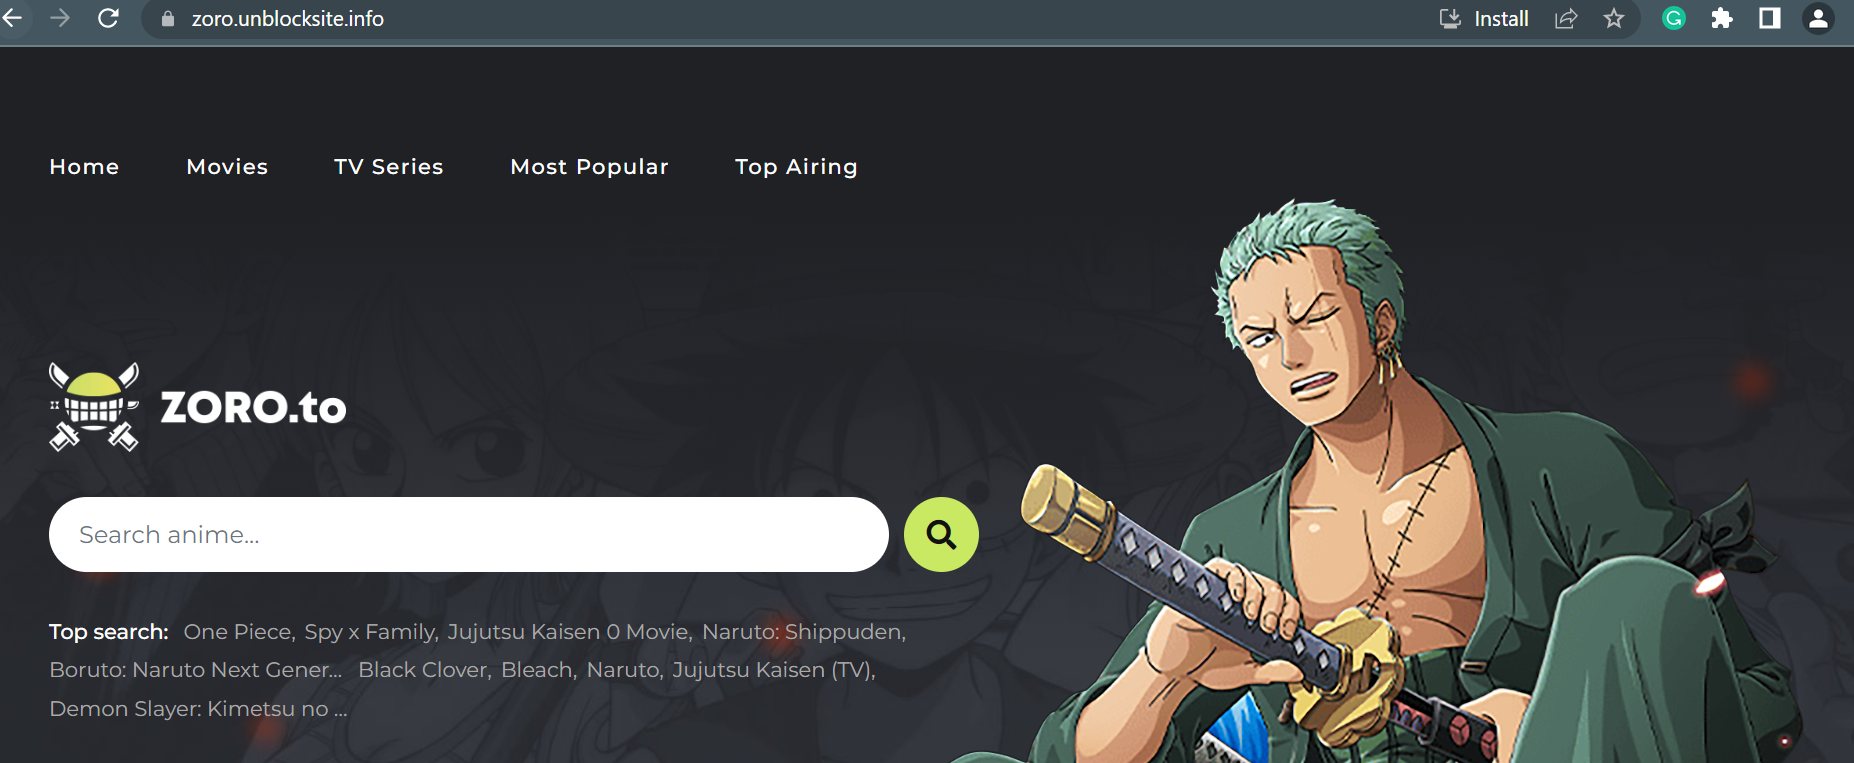 zoro.unblocksite.info Install
Home Movies TV Series Most Popular Top Airing
ZORO.to
Search anime...
Top search: One Piece, Spy x Family, Jujutsu Kaisen 0 Movie, Naruto: Shippuden,
Boruto: Naruto Next Gener... Black Clover, Bleach, Naruto, Jujutsu Kaisen (TV),
Demon Slayer: Kimetsu no ...